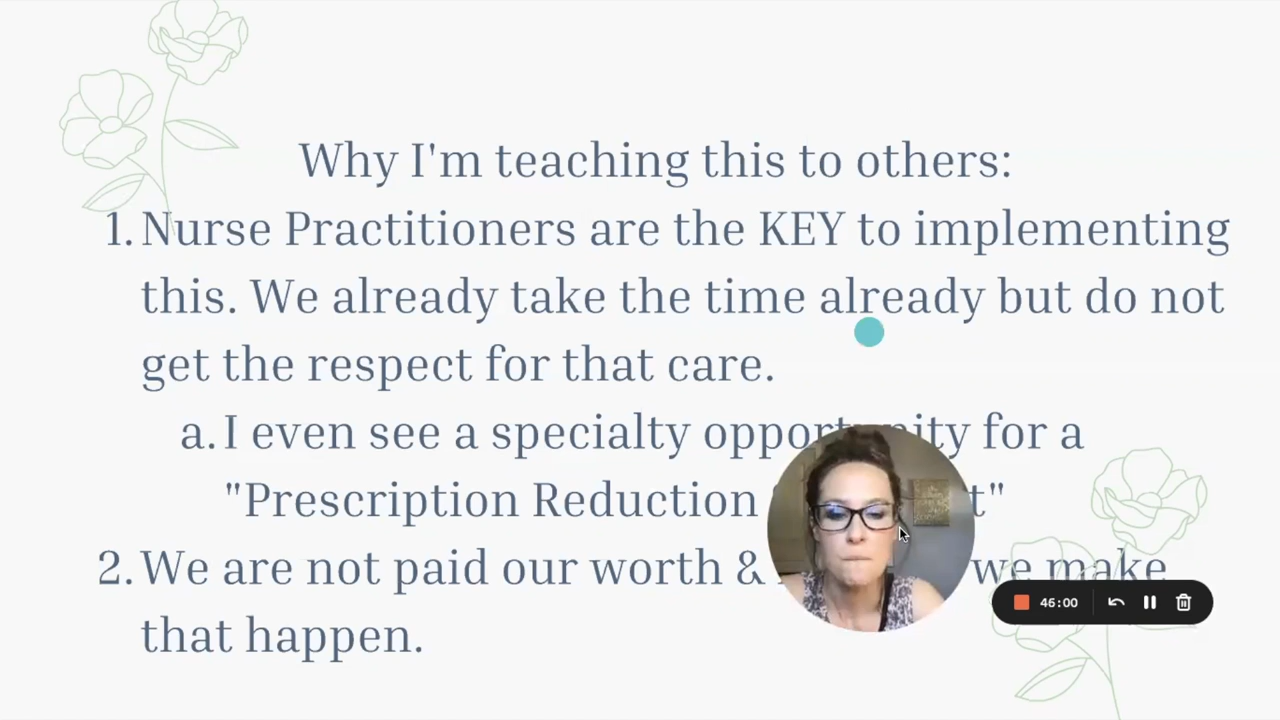 Why I'm teaching this to others:
1. Nurse Practitioners are the KEY to implementing
this. We already take the time already but do not
get the respect for that care.
a. I even see a specialty opportunity for a
"Prescription Reduction
2. We are not paid our worth & we make
that happen.
46:00